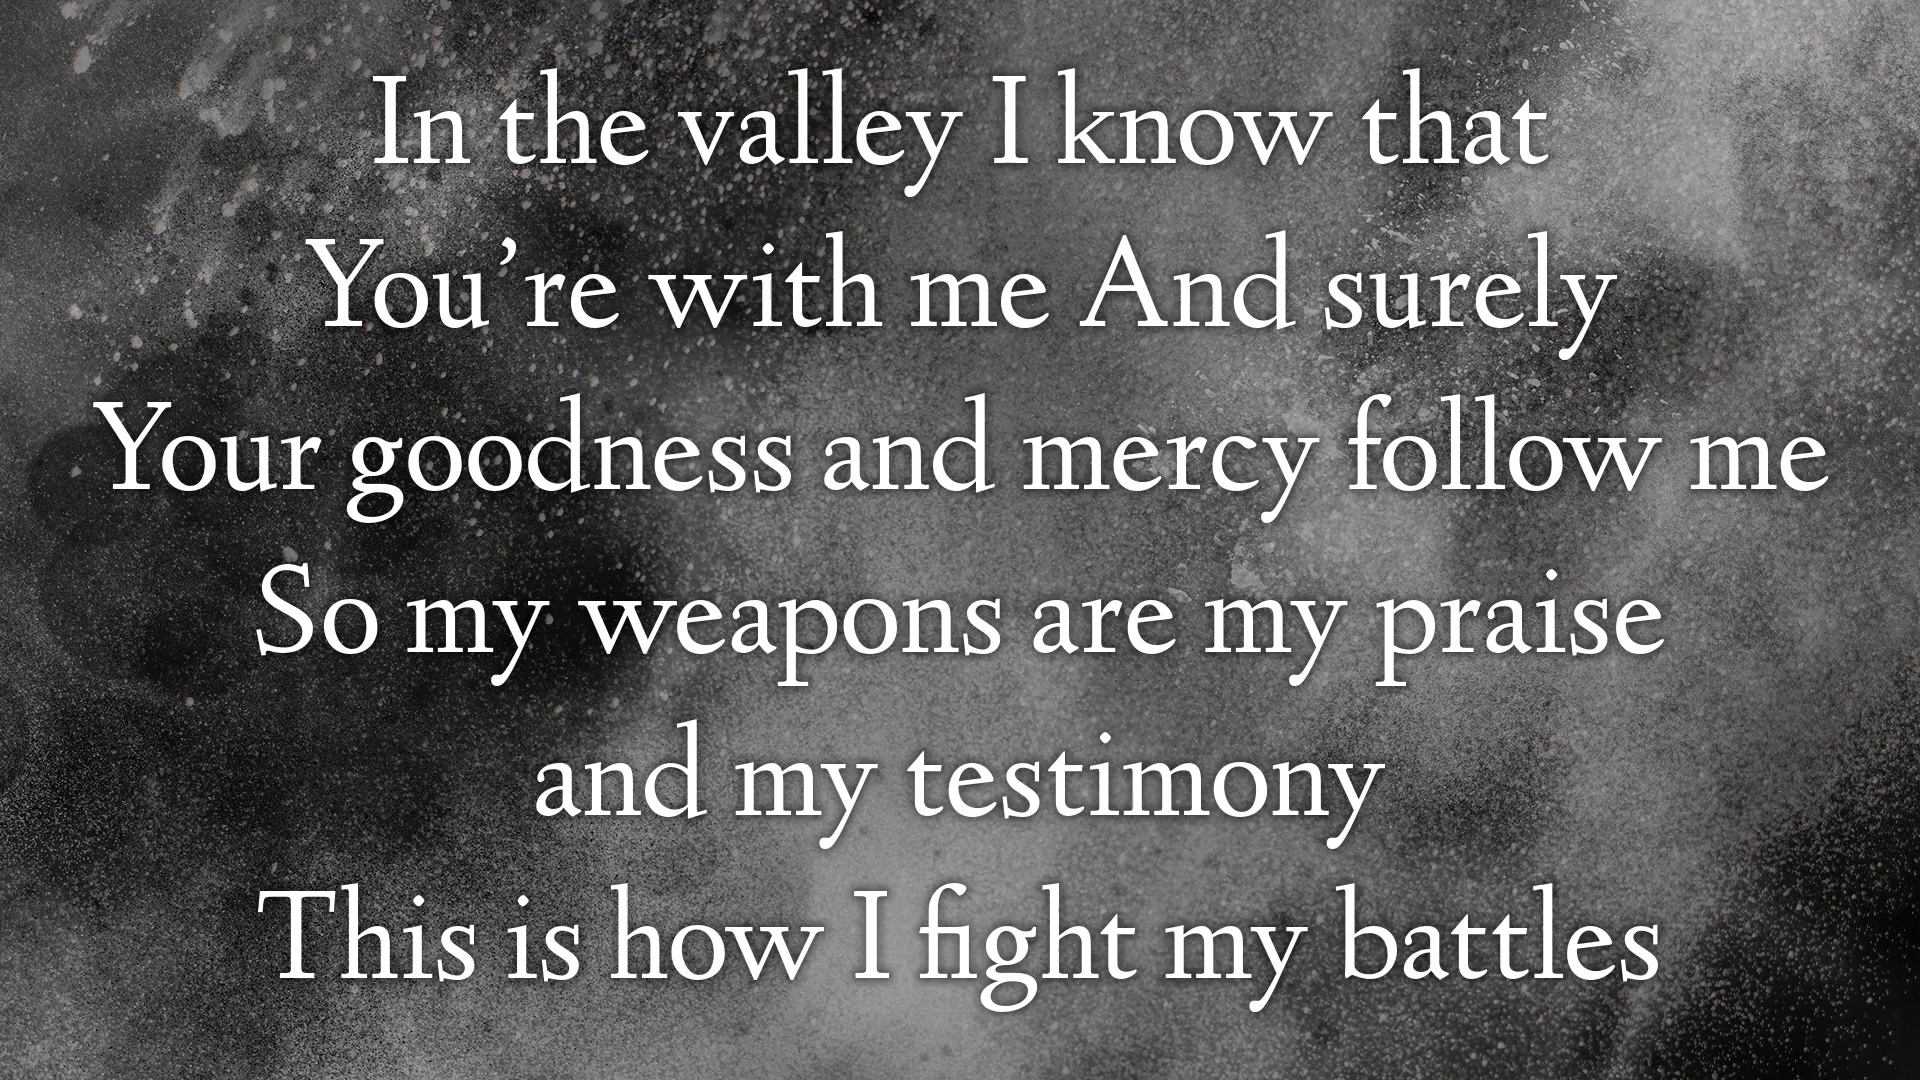 In the valley I know that
You’re with me And surely
Your goodness and mercy follow me
So my weapons are my praise
and my testimony
This is how I fight my battles